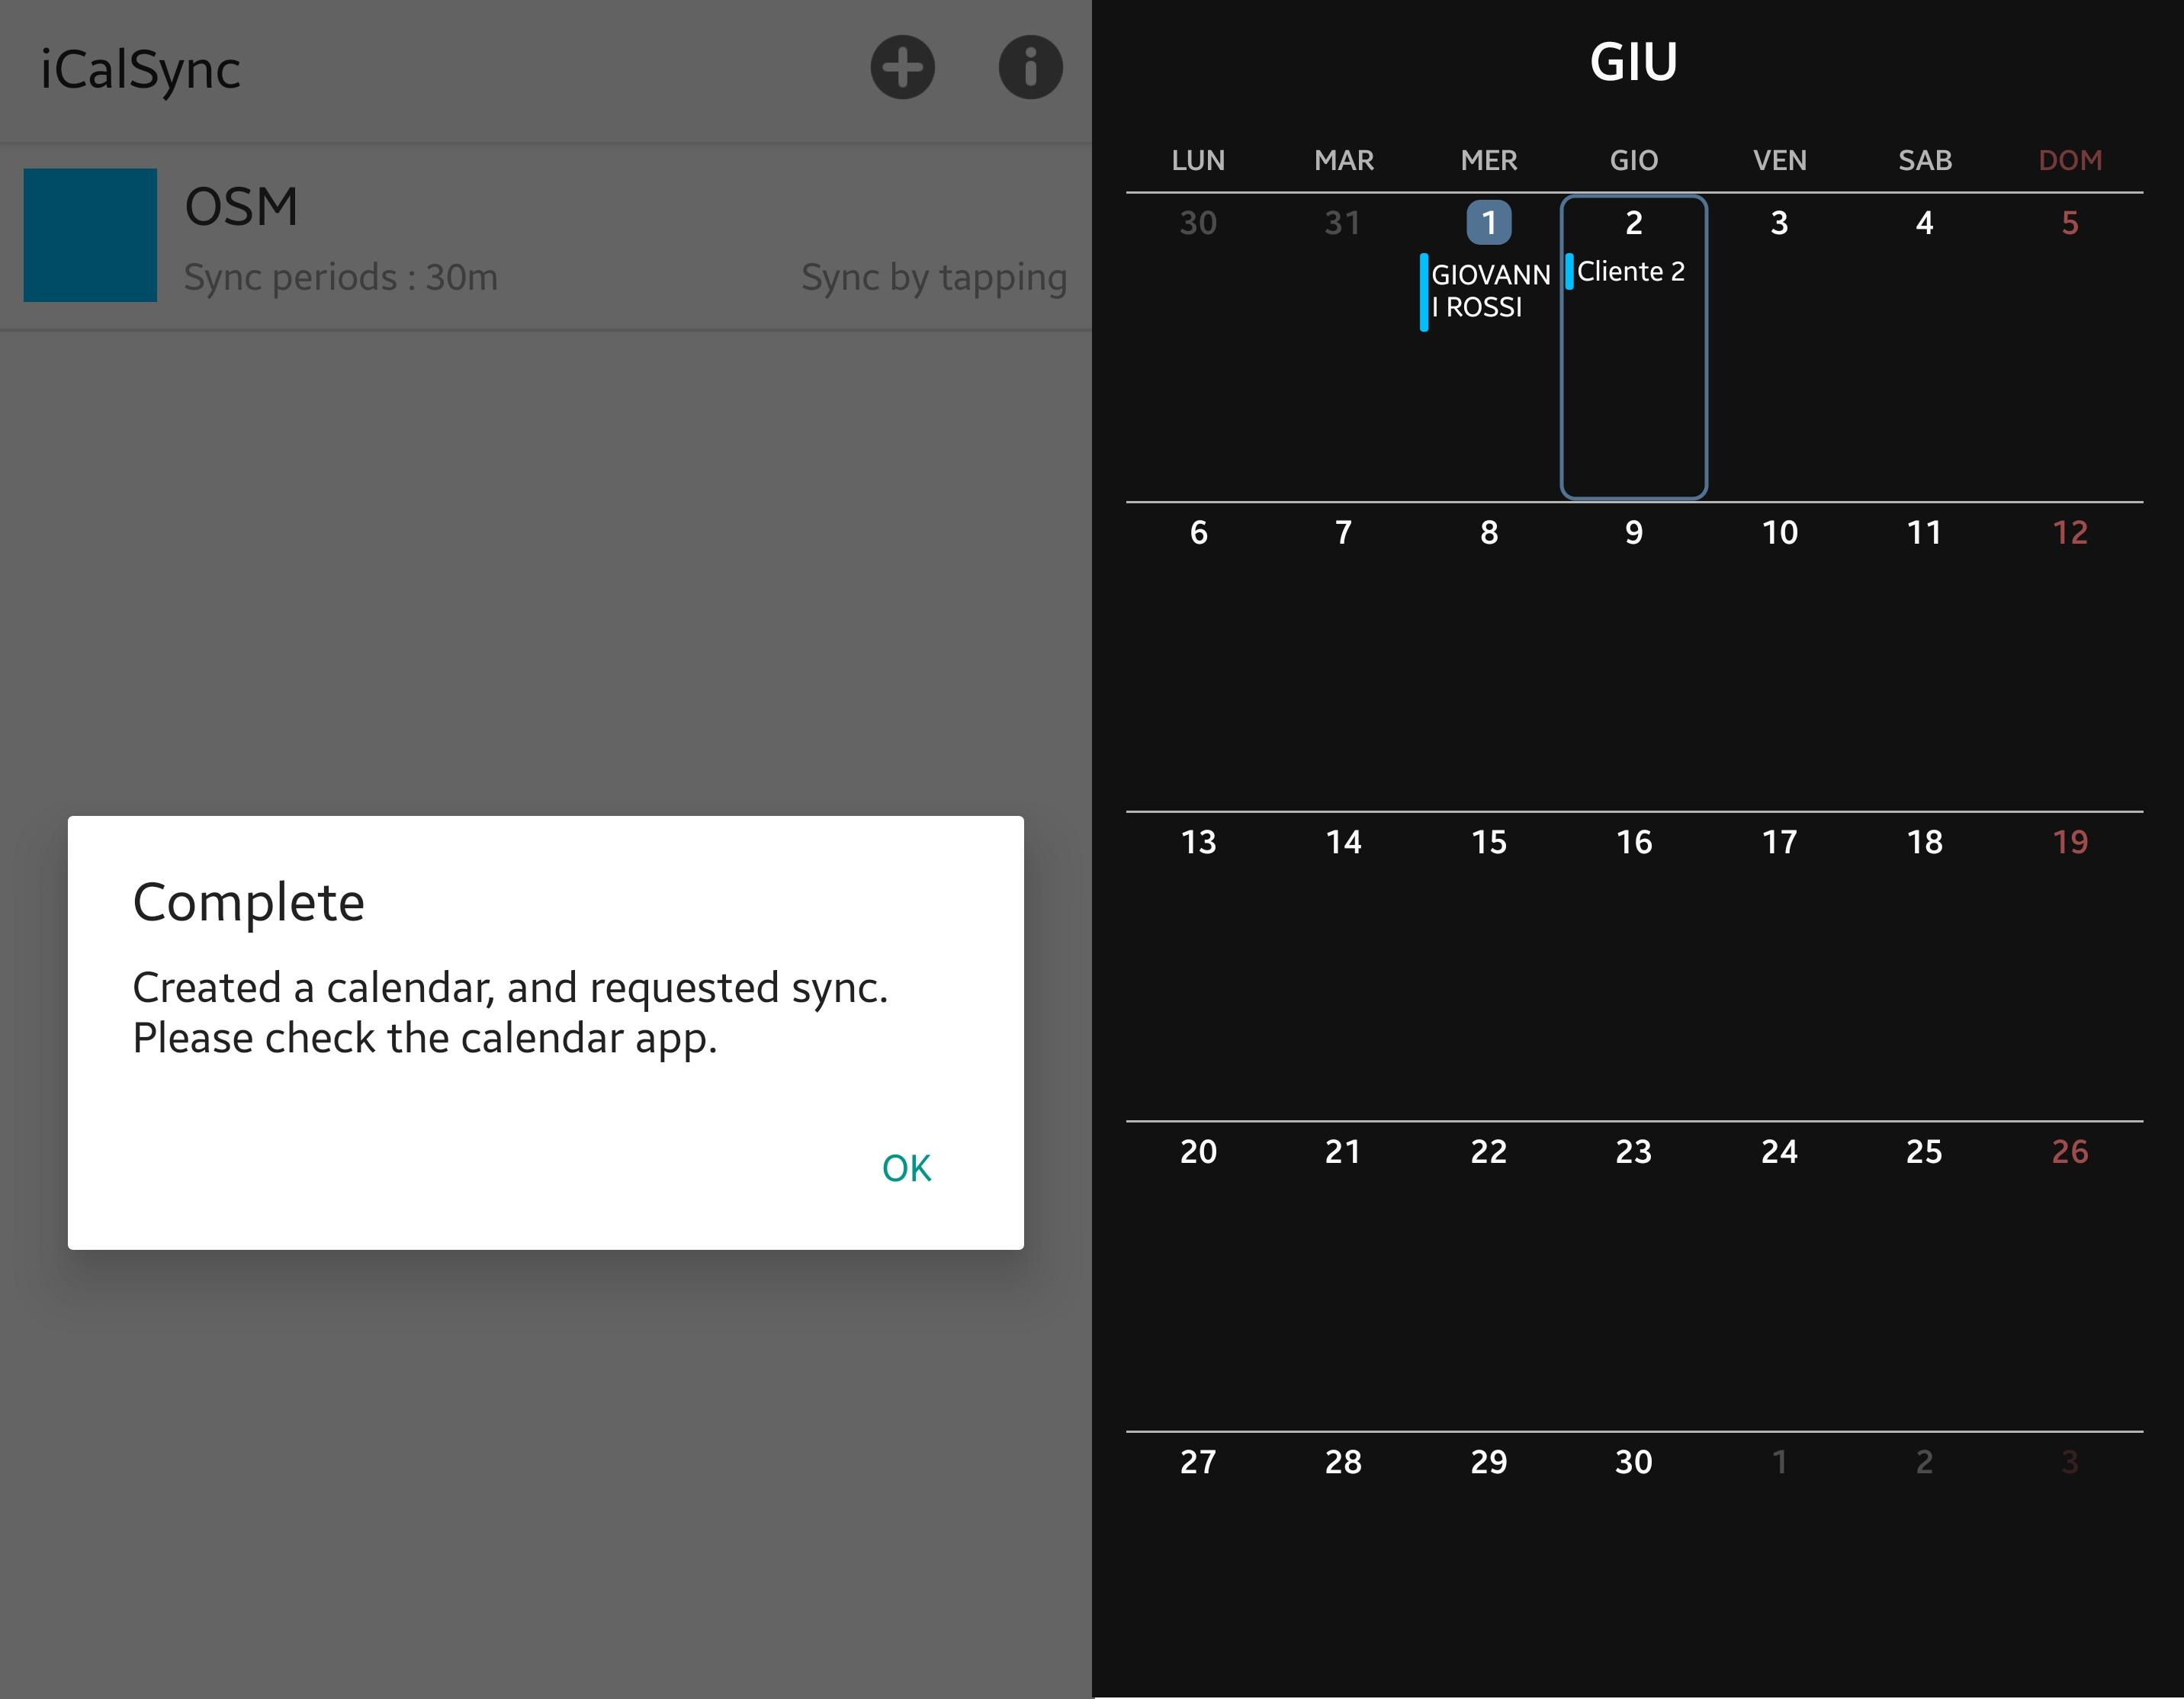 iCalSync
OSM
Sync periods : 30m
Sync by tapping
Complete
Created a calendar, and requested sync.
Please check the calendar app.
OK
GIU
LUN MAR MER GIO VEN SAB DOM
30 31 1 2 3 4 5
GIOVANN
I ROSSI
Cliente 2
6 7 8 9 10 11 12
13 14 15 16 17 18 19
20 21 22 23 24 25 26
27 28 29 30 1 2 3